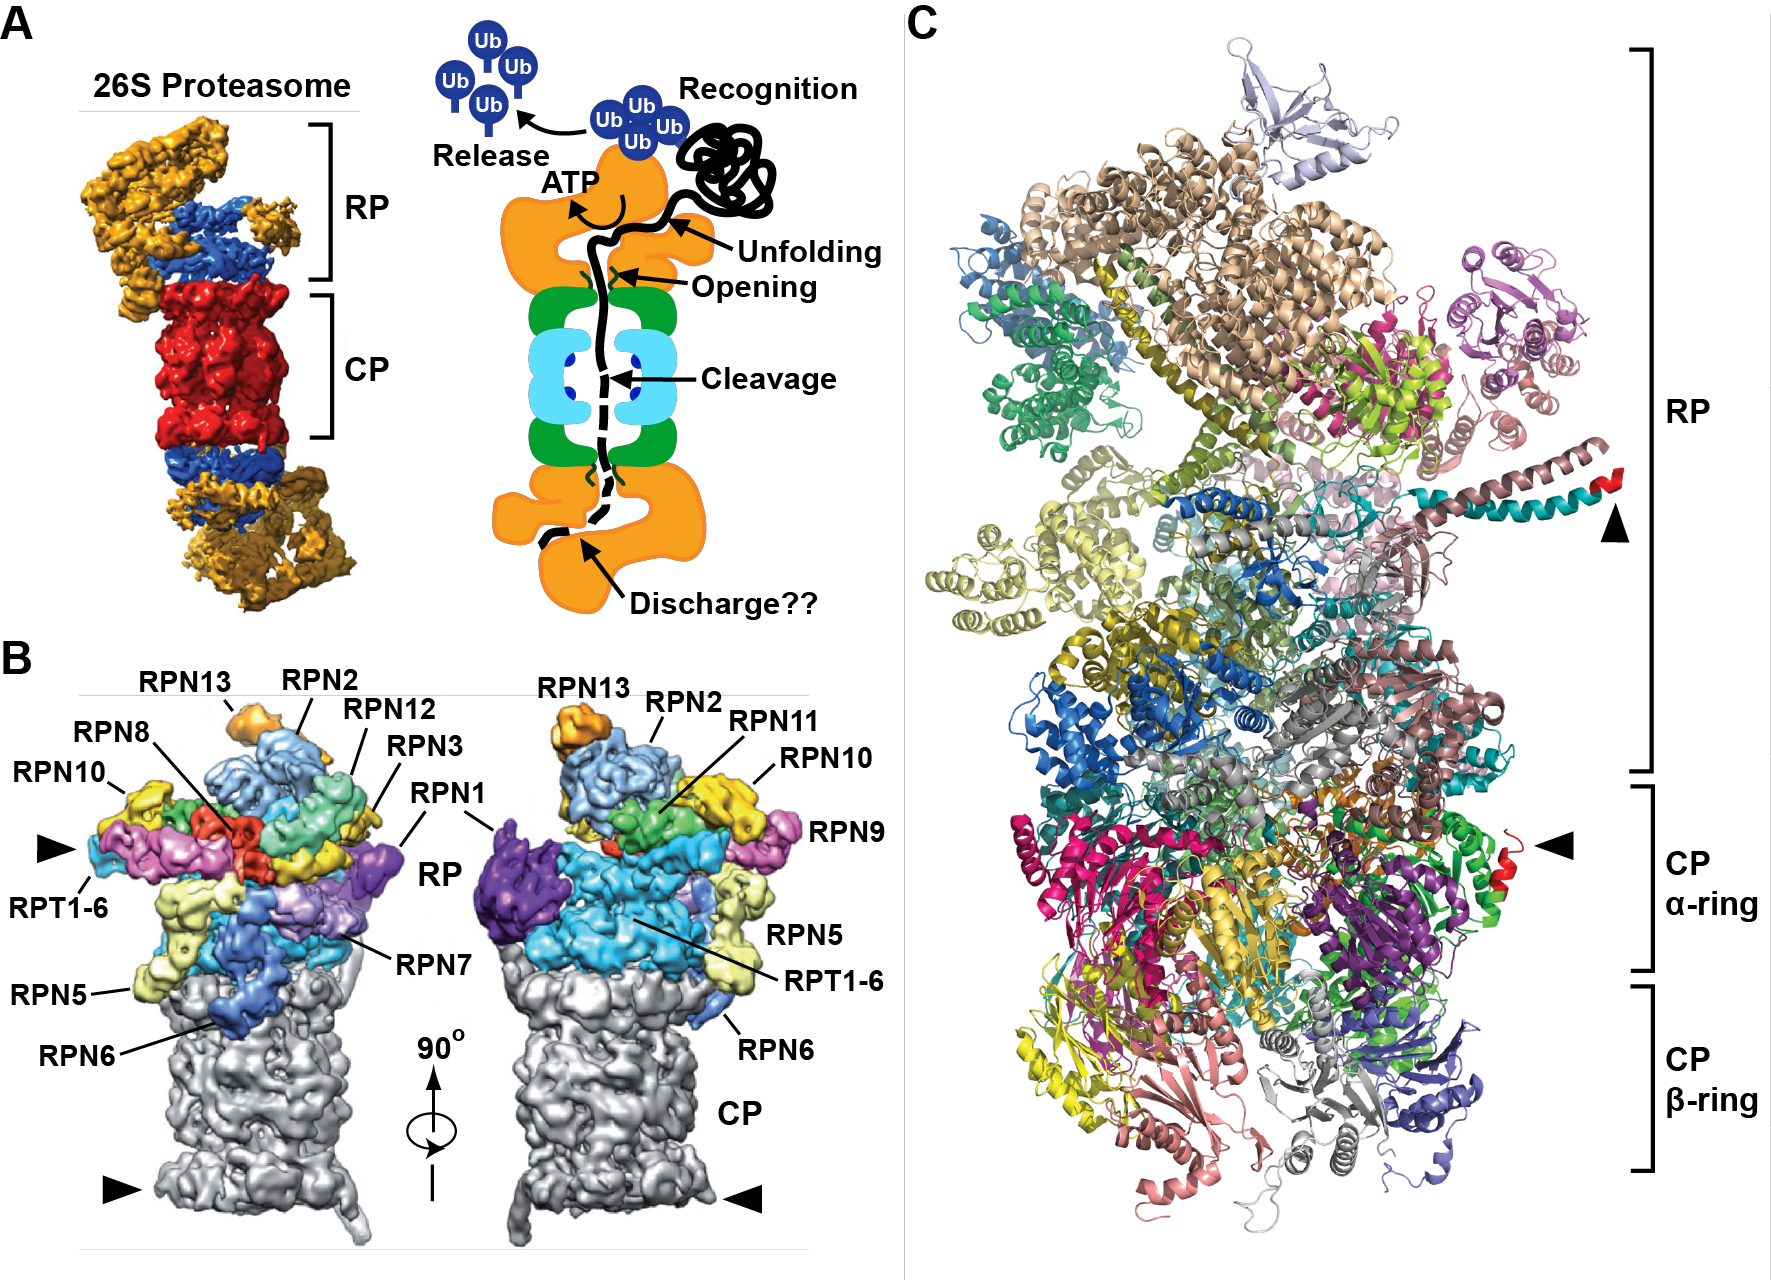 A
26S Proteasome
RP
CP
Ub
Ub
Ub
Ub
Release
Ub
Ub
Ub
Ub
Recognition
ATP
Unfolding
Opening
Cleavage
Discharge??
B
RPN13
RPN2
RPN12
RPN8
RPN3
RPN10
RPN1
RP
RPT1-6
RPN7
RPN5
RPN6
90°
RPN13
RPN2
RPN11
RPN10
RPN9
RPN5
RPT1-6
RPN6
CP
C
RP
CP
α-ring
CP
β-ring